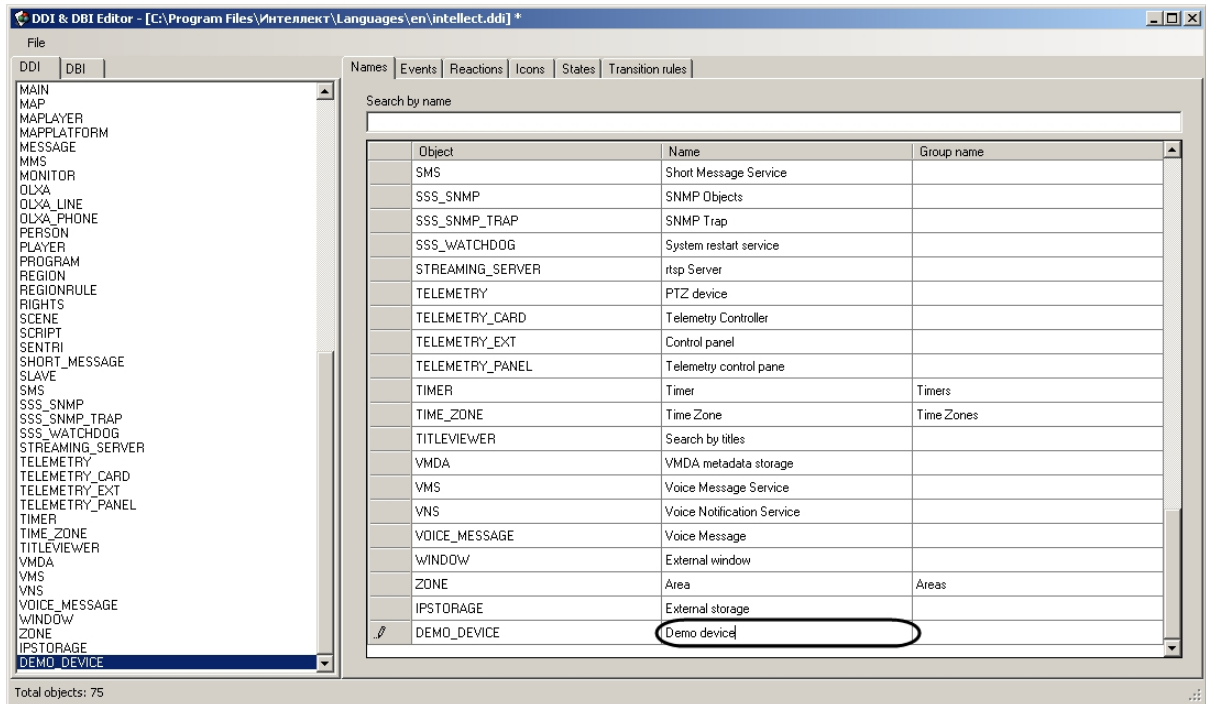 DDI & DBI Editor - [C:\Program Files\Интеллект\Languages\en\intellect.ddi] *
File
DDI DBI
MAIN
MAP
MAPLAYER
MAPPLATFORM
MESSAGE
MMS
MONITOR
OLXA
OLXA_LINE
OLXA_PHONE
PERSON
PLAYER
PROGRAM
REGION
REGIONRULE
RIGHTS
SCENE
SCRIPT
SENTRI
SHORT_MESSAGE
SLAVE
SMS
SSS_SNMP
SSS_SNMP_TRAP
SSS_WATCHDOG
STREAMING_SERVER
TELEMETRY
TELEMETRY_CARD
TELEMETRY_EXT
TELEMETRY_PANEL
TIMER
TIME_ZONE
TITLEVIEWER
VMDA
VMS
VNS
VOICE_MESSAGE
WINDOW
ZONE
IPSTORAGE
DEMO_DEVICE
Names Events Reactions Icons States Transition rules
Search by name
Object Name Group name
SMS Short Message Service
SSS_SNMP SNMP Objects
SSS_SNMP_TRAP SNMP Trap
SSS_WATCHDOG System restart service
STREAMING_SERVER rtsp Server
TELEMETRY PTZ device
TELEMETRY_CARD Telemetry Controller
TELEMETRY_EXT Control panel
TELEMETRY_PANEL Telemetry control pane
TIMER Timer Timers
TIME_ZONE Time Zone Time Zones
TITLEVIEWER Search by titles
VMDA VMDA metadata storage
VMS Voice Message Service
VNS Voice Notification Service
VOICE_MESSAGE Voice Message
WINDOW External window
ZONE Area Areas
IPSTORAGE External storage
DEMO_DEVICE Demo device
Total objects: 75